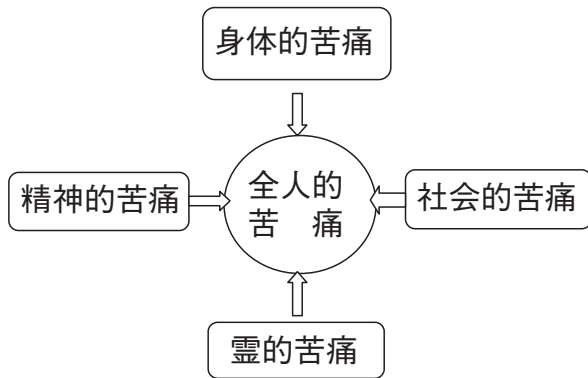 身体的苦痛
精神的苦痛
全人的
苦　痛
社会的苦痛
霊的苦痛